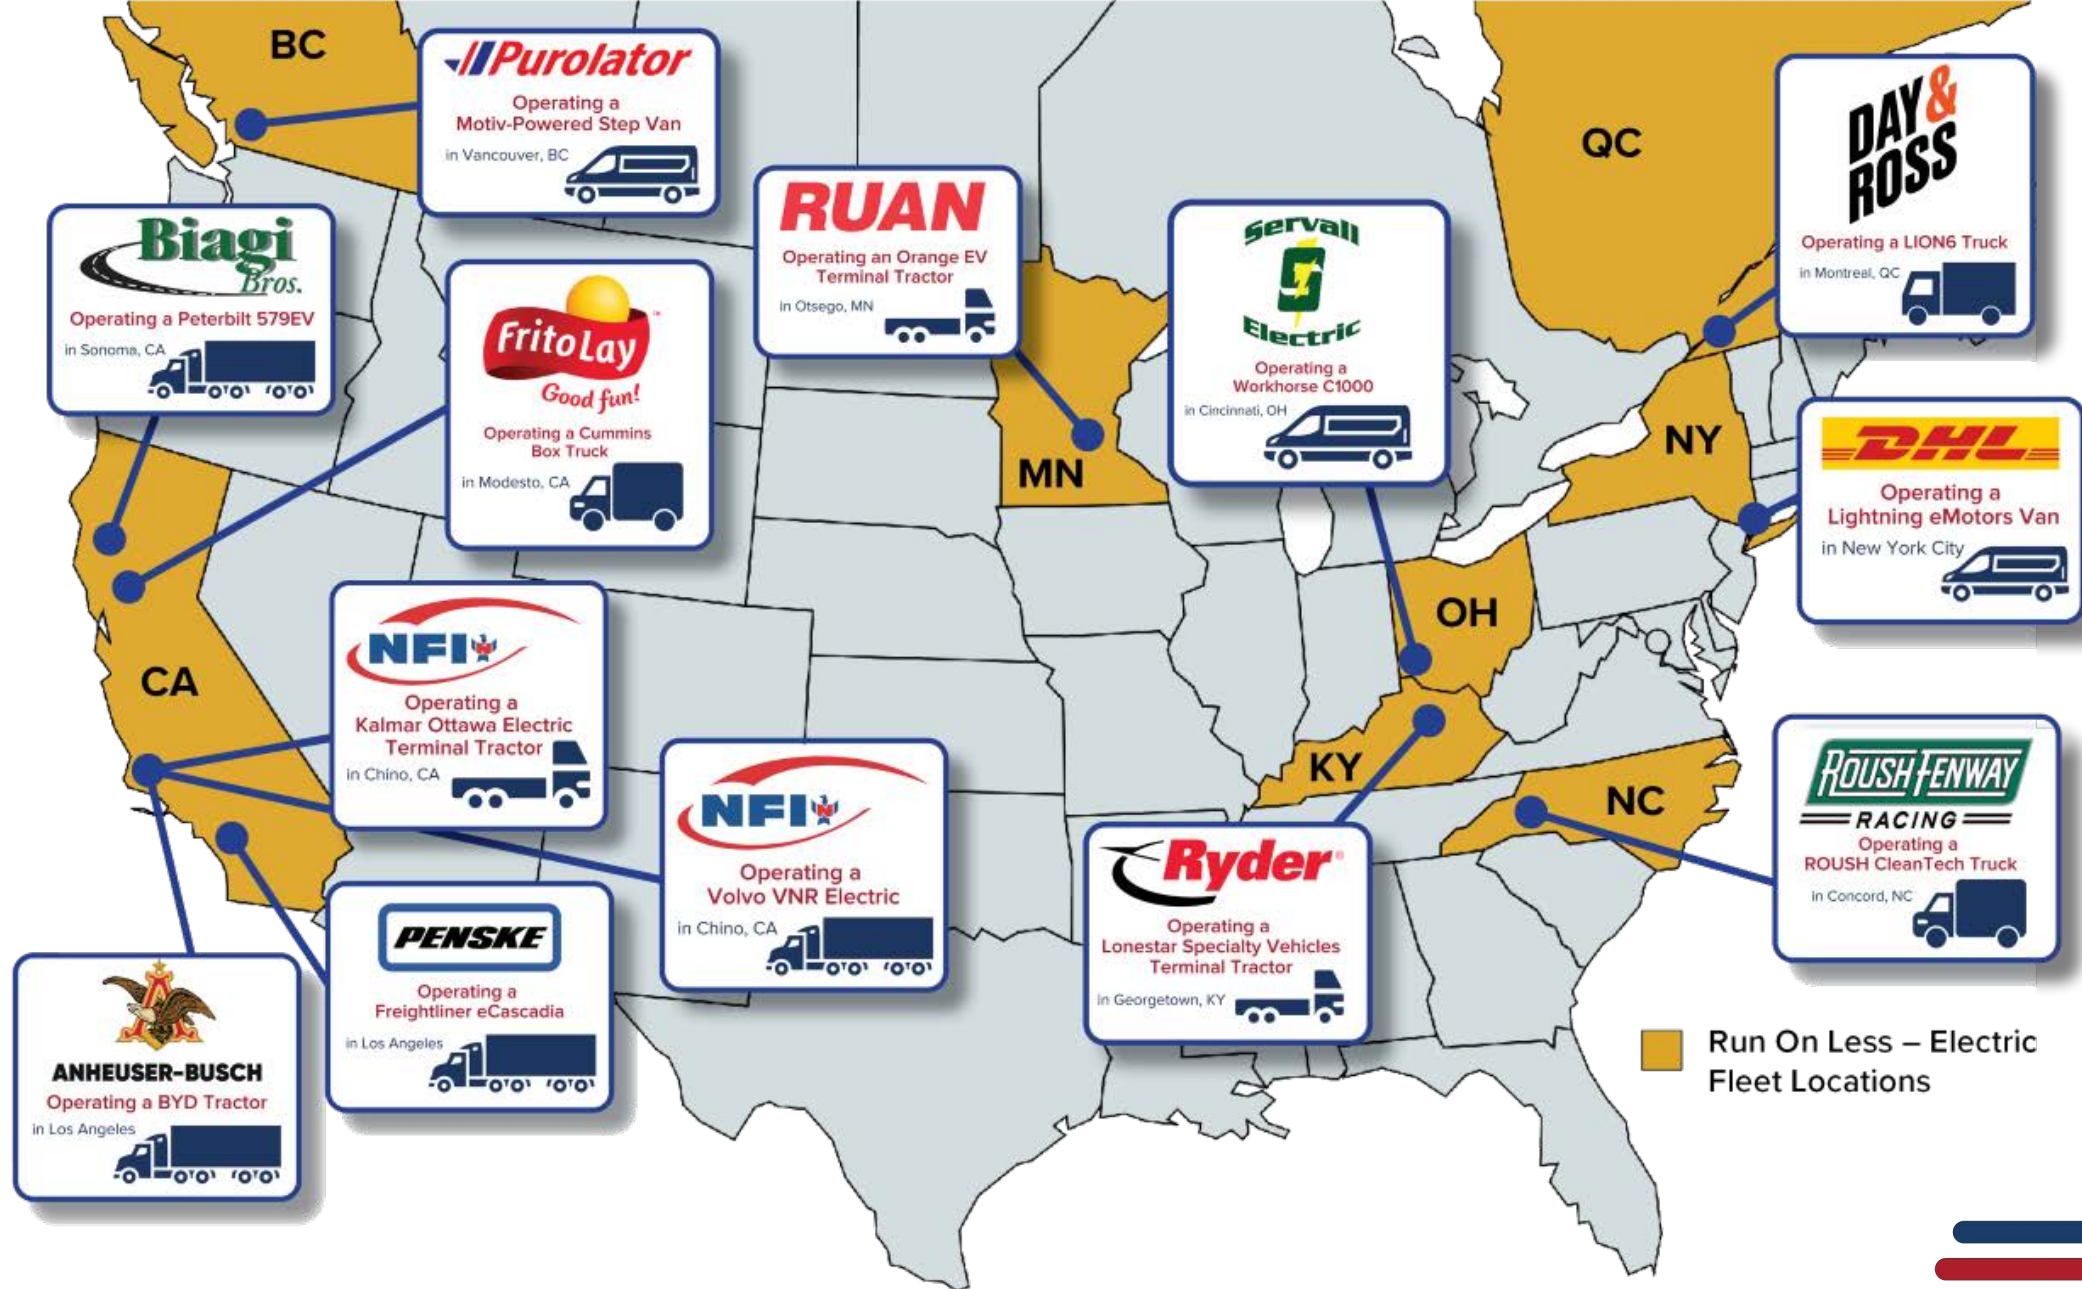 BC
Purolator
Operating a
Motiv-Powered Step Van
in Vancouver, BC
QC
DAY &
ROSS
Operating a LION6 Truck
in Montreal, QC
Biagi
Bros.
Operating a Peterbilt 579EV
in Sonoma, CA
RUAN
Operating an Orange EV
Terminal Tractor
in Otsego, MN
Servall
S
Electric
Operating a
Workhorse C1000
in Cincinnati, OH
FritoLay
Good fun!
Operating a Cummins
Box Truck
in Modesto, CA
MN
NY
DHL
Operating a
Lightning eMotors Van
in New York City
OH
CA
NFI
Operating a
Kalmar Ottawa Electric
Terminal Tractor
in Chino, CA
NFI
Operating a
Volvo VNR Electric
in Chino, CA
KY
NC
ROUSH FENWAY
RACING
Operating a
ROUSH CleanTech Truck
in Concord, NC
Ryder
Operating a
Lonestar Specialty Vehicles
Terminal Tractor
in Georgetown, KY
PENSKE
Operating a
Freightliner eCascadia
in Los Angeles
A
ANHEUSER-BUSCH
Operating a BYD Tractor
in Los Angeles
Run On Less – Electric
Fleet Locations